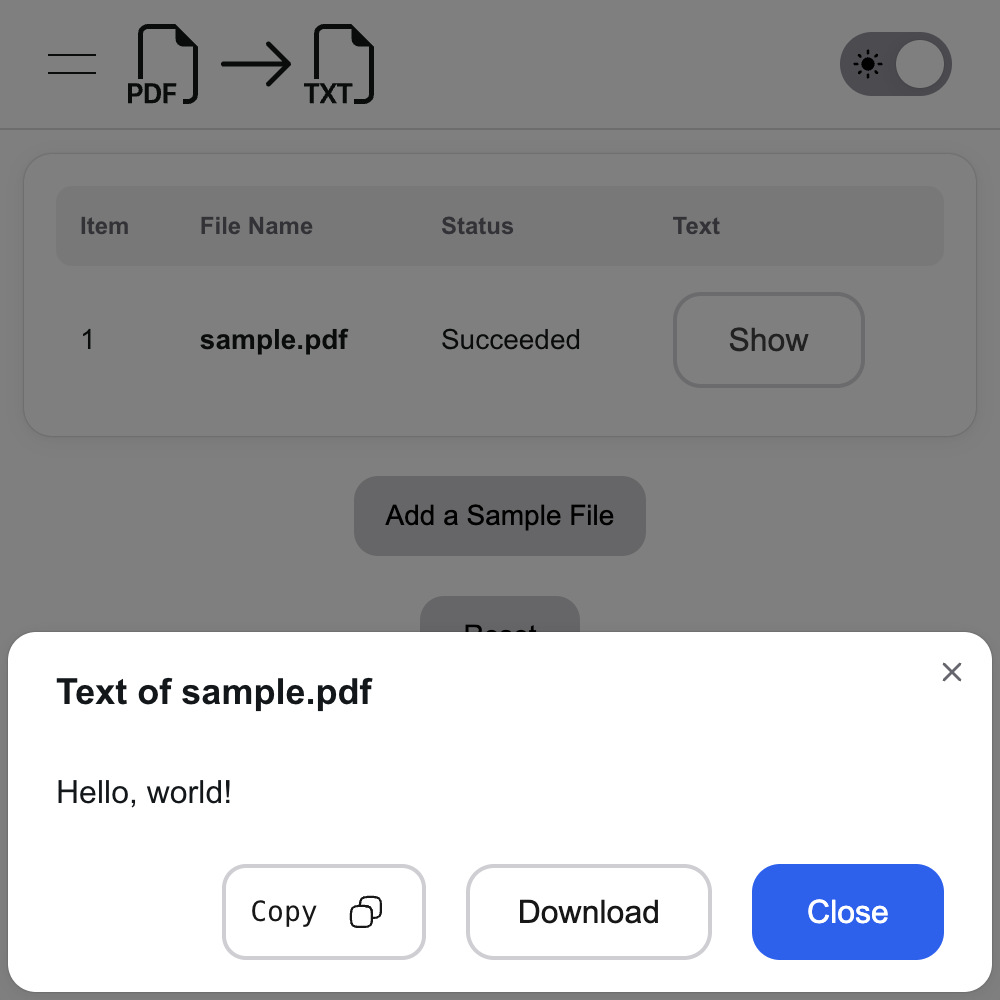 PDF TXT
Item File Name Status Text
1 sample.pdf Succeeded Show
Add a Sample File
Reset
Text of sample.pdf
Hello, world!
Copy Download Close